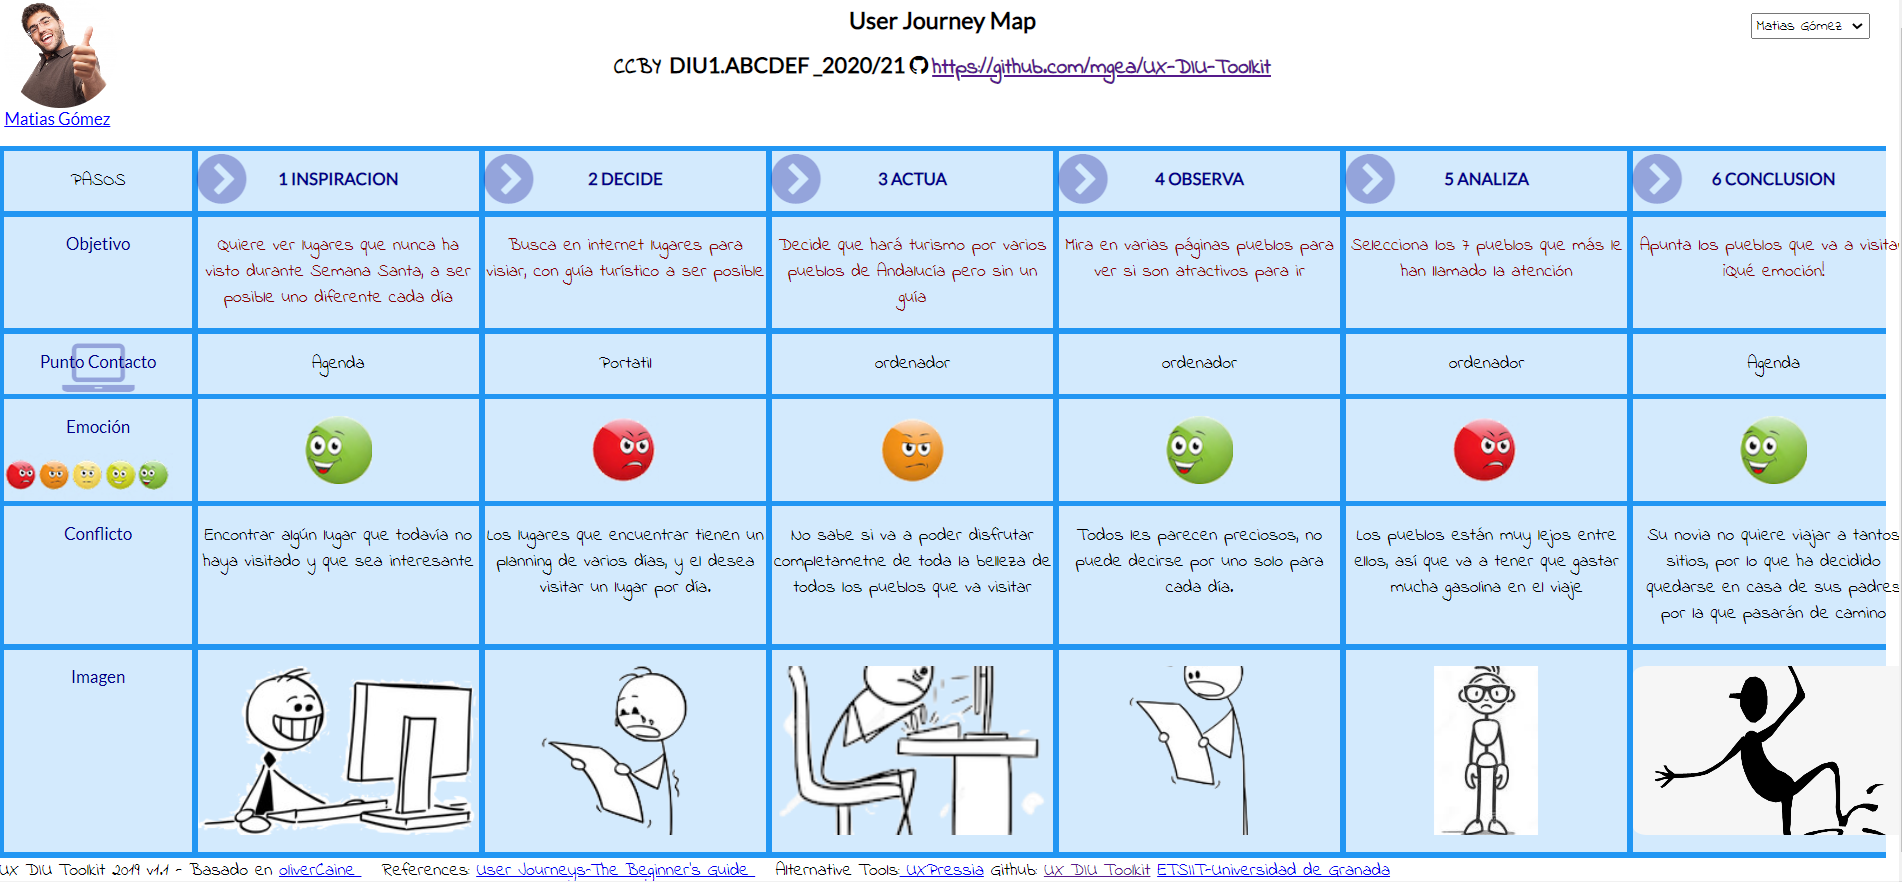 User Journey Map
Matias Gómez
CCBY DIU1.ABCDEF_2020/21 https://github.com/mgea/UX-DIU-Toolkit
Matias Gómez
PASOS
1 INSPIRACION
2 DECIDE
3 ACTUA
4 OBSERVA
5 ANALIZA
6 CONCLUSION
Objetivo
Quiere ver lugares que nunca ha
visto durante Semana Santa, a ser
posible uno diferente cada día
Busca en internet lugares para
visiar, con guía turístico a ser posible
Decide que hará turismo por varios
pueblos de Andalucía pero sin un
guía
Mira en varias páginas pueblos para
ver si son atractivos para ir
Selecciona los 7 pueblos que más le
han llamado la atención
Apunta los pueblos que va a visita
¡Qué emoción!
Punto Contacto
Agenda
Portatil
ordenador
ordenador
ordenador
Agenda
Emoción
Conflicto
Encontrar algún lugar que todavía no
haya visitado y que sea interesante
Los lugares que encuentrar tienen un
planning de varios días, y el desea
visitar un lugar por día.
No sabe si va a poder disfrutar
completametne de toda la belleza de
todos los pueblos que va visitar
Todos les parecen preciosos, no
puede decirse por uno solo para
cada día.
Los pueblos están muy lejos entre
ellos, así que va a tener que gastar
mucha gasolina en el viaje
Su novia no quiere viajar a tantos
sitios, por lo que ha decidido
quedarse en casa de sus padres
por la que pasarán de camino
Imagen
UX DIU Toolkit 2019 v1.1 - Basado en oliverCaine References: User Journeys-The Beginner's Guide Alternative Tools: UXPressia Github: UX DIU Toolkit ETSIIT-Universidad de Granada